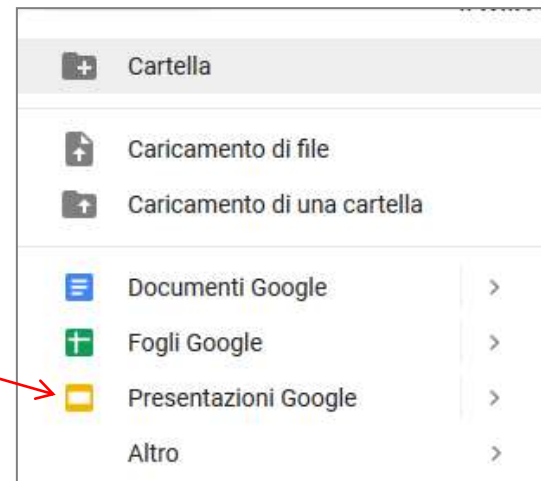 Cartella
Caricamento di file
Caricamento di una cartella
Documenti Google
Fogli Google
Presentazioni Google
Altro